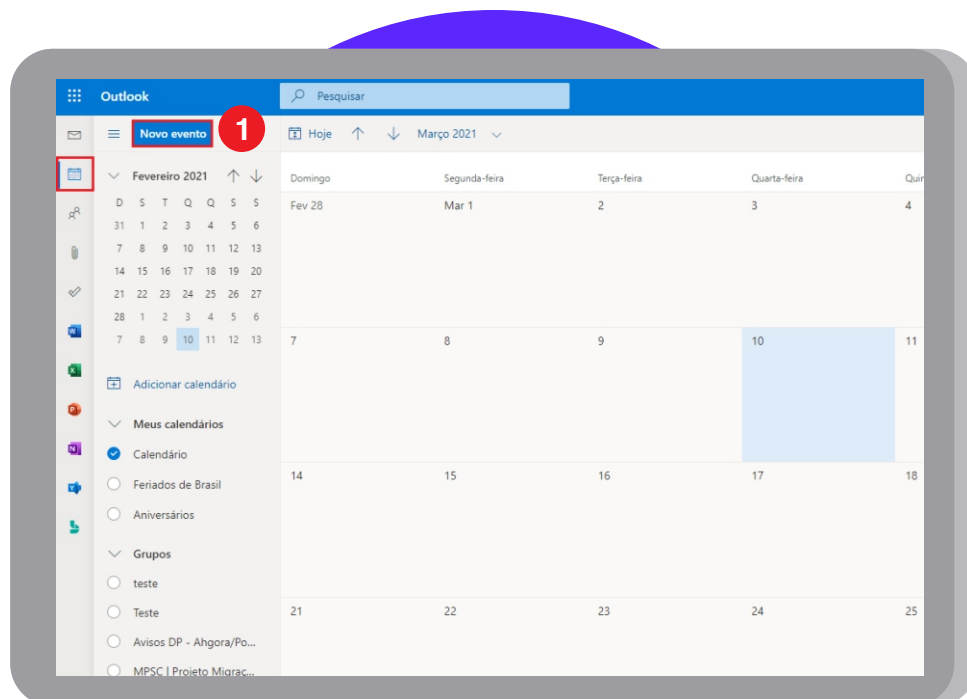 Outlook
Pesquisar
Novo evento
1
Hoje
Março 2021
Fevereiro 2021
D S T Q Q S S
31 1 2 3 4 5 6
7 8 9 10 11 12 13
14 15 16 17 18 19 20
21 22 23 24 25 26 27
28 1 2 3 4 5 6
7 8 9 10 11 12 13
Adicionar calendário
Meus calendários
Calendário
Feriados de Brasil
Aniversários
Grupos
teste
Teste
Avisos DP - Ahgora/Po...
MPSC | Projeto Migraç...
Domingo Segunda-feira Terça-feira Quarta-feira Quin
Fev 28 Mar 1 2 3 4
7 8 9 10 11
14 15 16 17 18
21 22 23 24 25